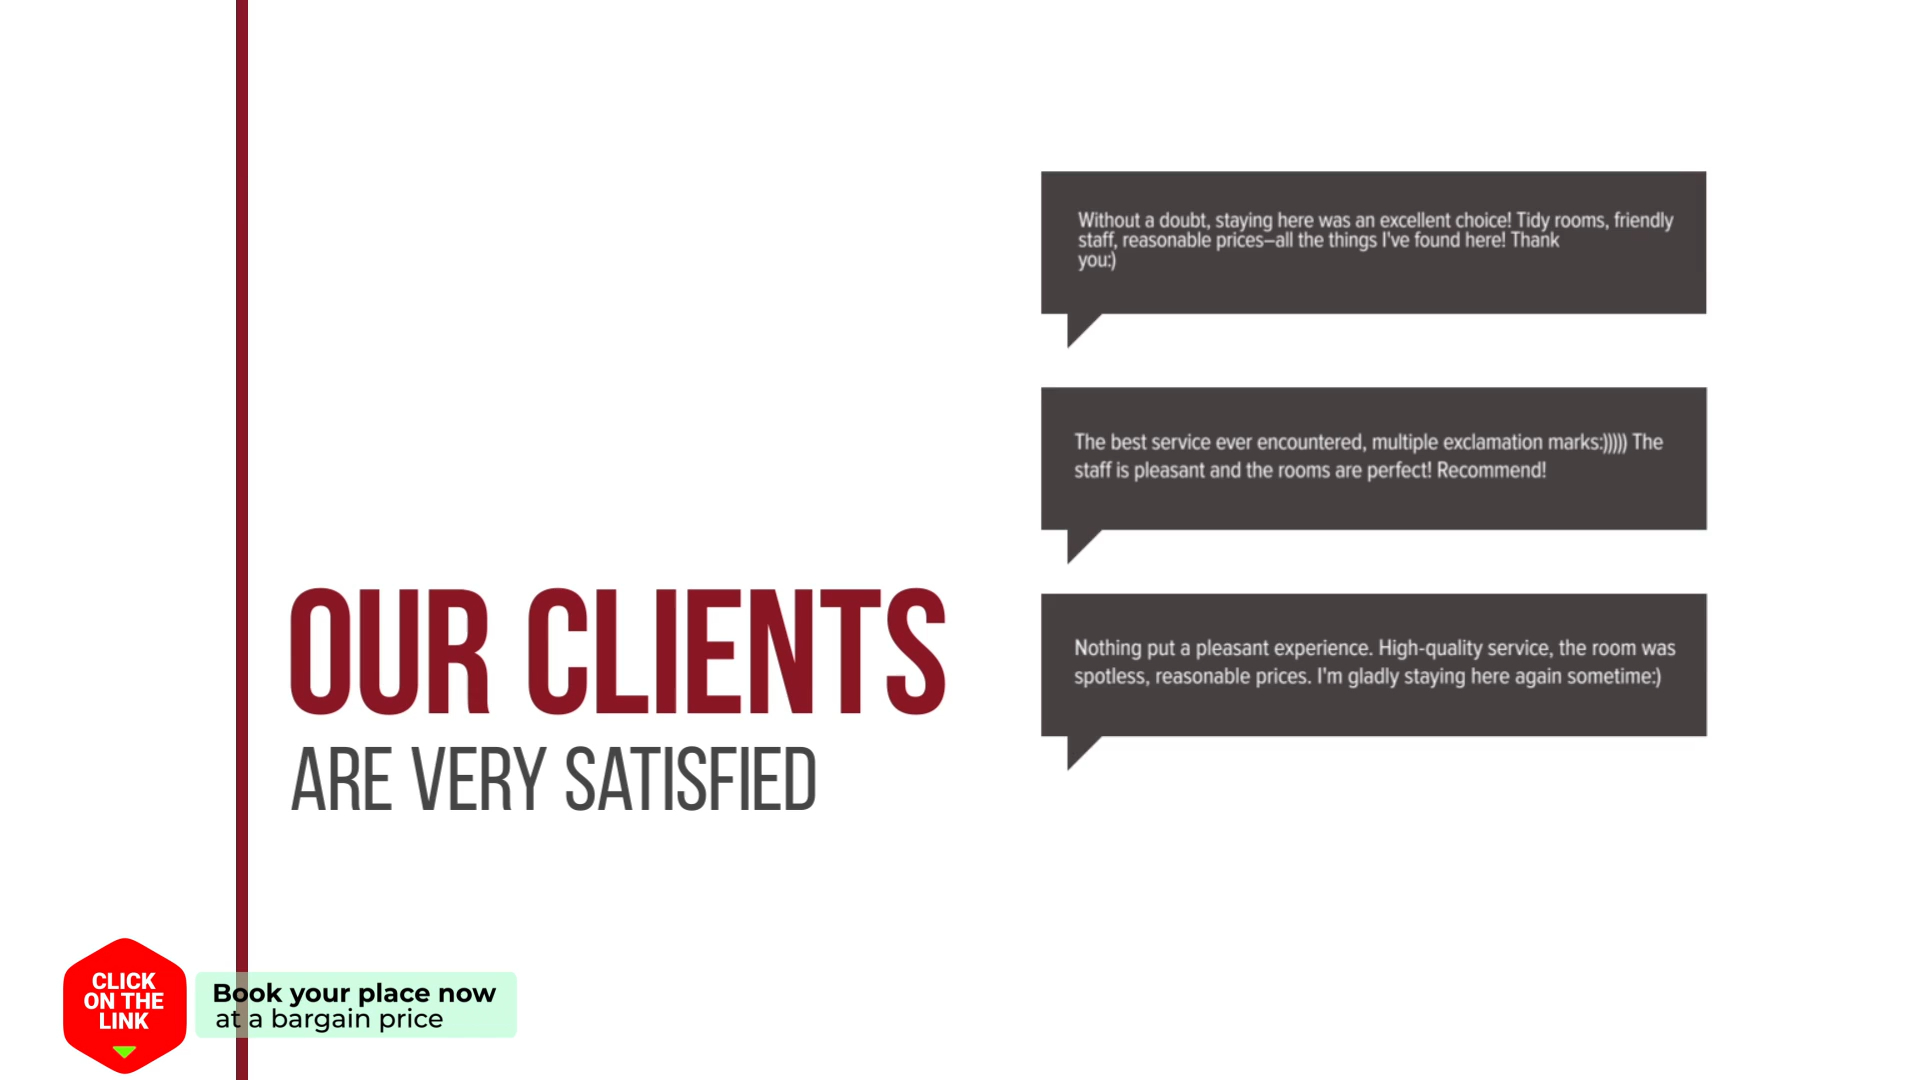 Without a doubt, staying here was an excellent choice! Tidy rooms, friendly
staff, reasonable prices–all the things I've found here! Thank
you:)
The best service ever encountered, multiple exclamation marks:))))) The
staff is pleasant and the rooms are perfect! Recommend!
OUR CLIENTS
ARE VERY SATISFIED
Nothing put a pleasant experience. High-quality service, the room was
spotless, reasonable prices. I'm gladly staying here again sometime:)
CLICK
ON THE
LINK
Book your place now
at a bargain price